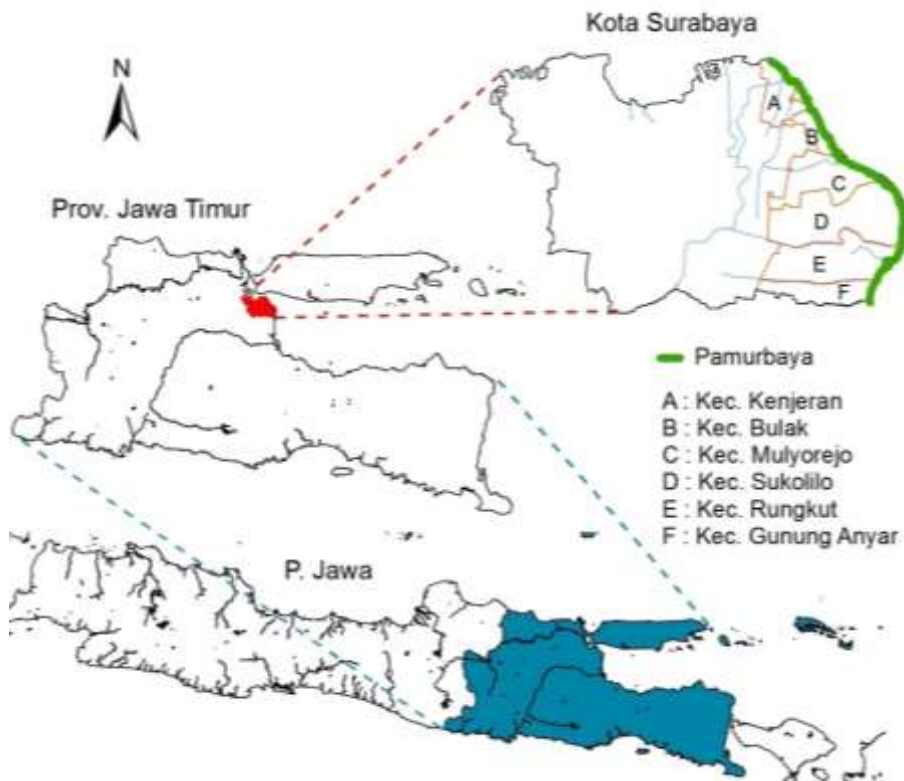 Kota Surabaya
N
A
B
Prov. Jawa Timur
C
D
E
F
Pamurbaya
A : Kec. Kenjeran
B : Kec. Bulak
C : Kec. Mulyorejo
D : Kec. Sukolilo
E : Kec. Rungkut
F : Kec. Gunung Anyar
P. Jawa